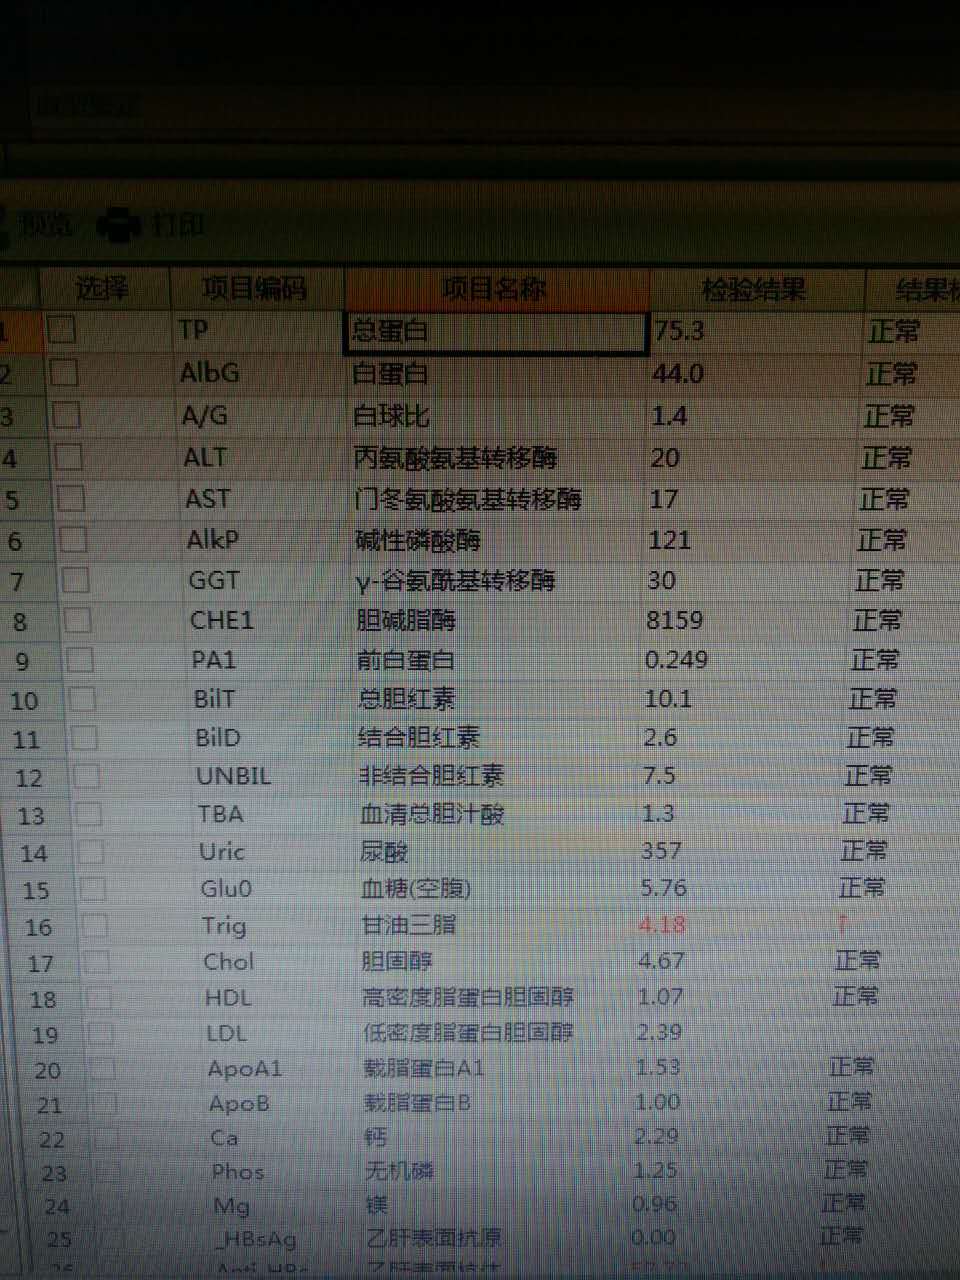 预览 打印
选择 项目编码 项目名称 检验结果 结果
1 TP 总蛋白 75.3 正常
2 AlbG 白蛋白 44.0 正常
3 A/G 白球比 1.4 正常
4 ALT 丙氨酸氨基转移酶 20 正常
5 AST 门冬氨酸氨基转移酶 17 正常
6 AlkP 碱性磷酸酶 121 正常
7 GGT γ-谷氨酰基转移酶 30 正常
8 CHE1 胆碱脂酶 8159 正常
9 PA1 前白蛋白 0.249 正常
10 BilT 总胆红素 10.1 正常
11 BilD 结合胆红素 2.6 正常
12 UNBIL 非结合胆红素 7.5 正常
13 TBA 血清总胆汁酸 1.3 正常
14 Uric 尿酸 357 正常
15 Glu0 血糖(空腹) 5.76 正常
16 Trig 甘油三脂 4.18 ↑
17 Chol 胆固醇 4.67 正常
18 HDL 高密度脂蛋白胆固醇 1.07 正常
19 LDL 低密度脂蛋白胆固醇 2.39
20 ApoA1 载脂蛋白A1 1.53 正常
21 ApoB 载脂蛋白B 1.00 正常
22 Ca 钙 2.29 正常
23 Phos 无机磷 1.25 正常
24 Mg 镁 0.96 正常
25 _HBsAg 乙肝表面抗原 0.00 正常
26 乙肝表面抗体